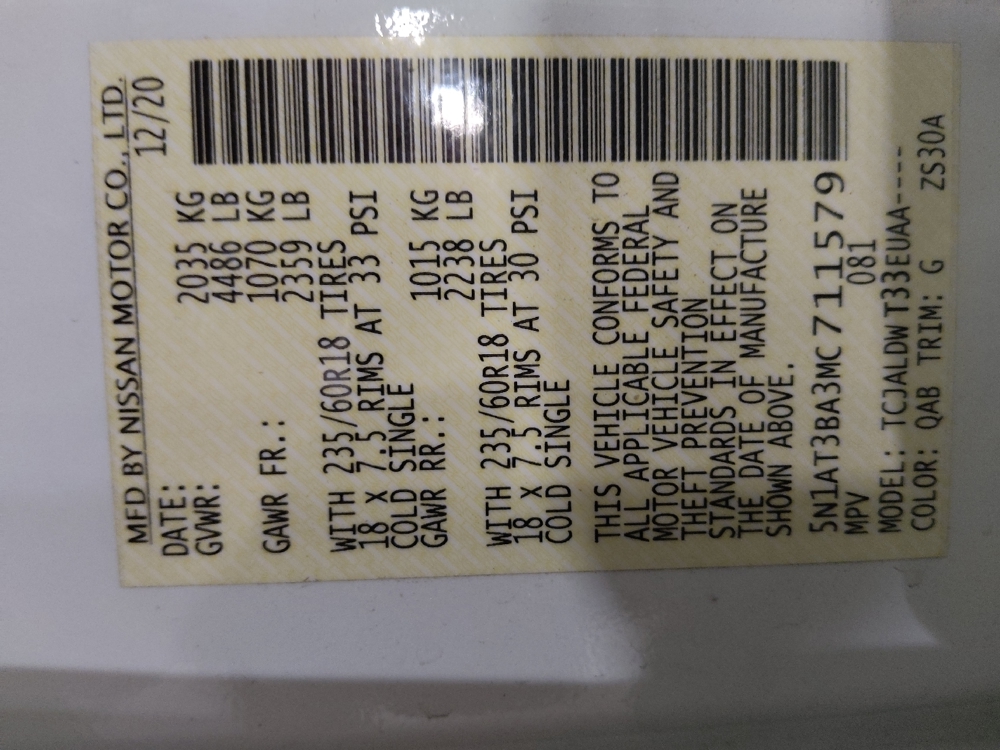 MFD BY NISSAN MOTOR CO., LTD.
DATE: 12/20
GVWR: 2035 KG
4486 LB
GAWR FR.: 1070 KG
2359 LB
WITH 235/60R18 TIRES
18 X 7.5 RIMS AT 33 PSI
COLD SINGLE
GAWR RR.: 1015 KG
2238 LB
WITH 235/60R18 TIRES
18 X 7.5 RIMS AT 30 PSI
COLD SINGLE
THIS VEHICLE CONFORMS TO
ALL APPLICABLE FEDERAL
MOTOR VEHICLE SAFETY AND
THEFT PREVENTION
STANDARDS IN EFFECT ON
THE DATE OF MANUFACTURE
SHOWN ABOVE.
5N1AT3BA3MC711579
MPV 081
MODEL: TCJALDWT33EUAA----
COLOR: QAB TRIM: G ZS30A